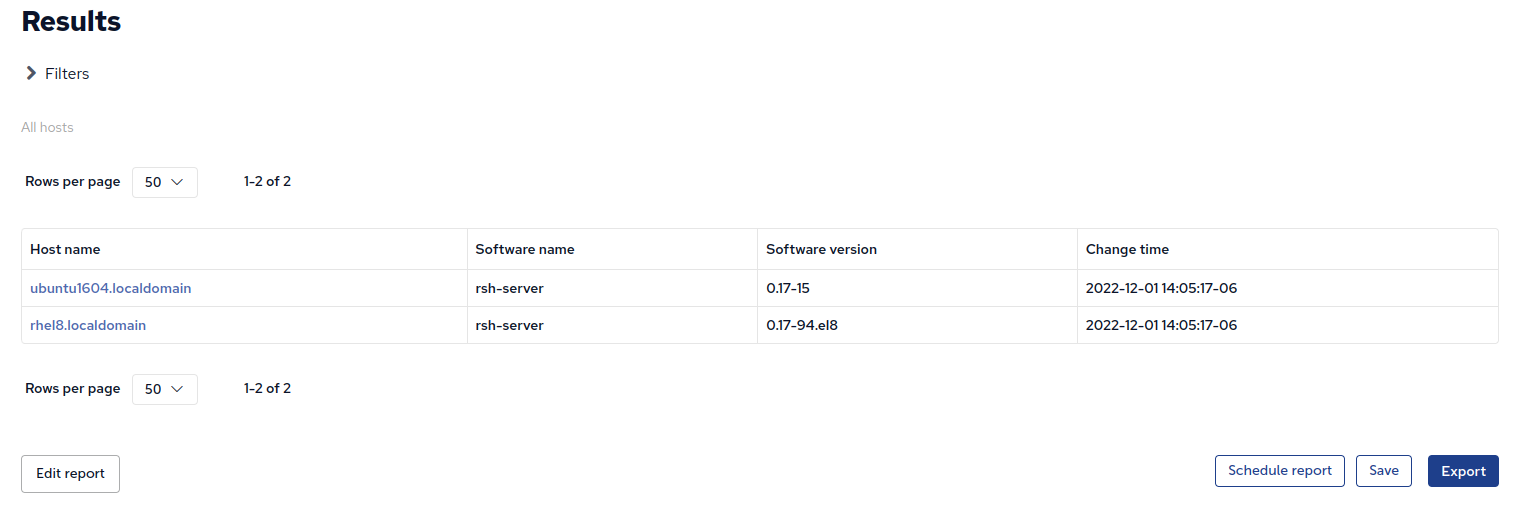 Results
Filters
All hosts
Rows per page 50 1-2 of 2
Host name Software name Software version Change time
ubuntu1604.localdomain rsh-server 0.17-15 2022-12-01 14:05:17-06
rhel8.localdomain rsh-server 0.17-94.el8 2022-12-01 14:05:17-06
Rows per page 50 1-2 of 2
Edit report Schedule report Save Export